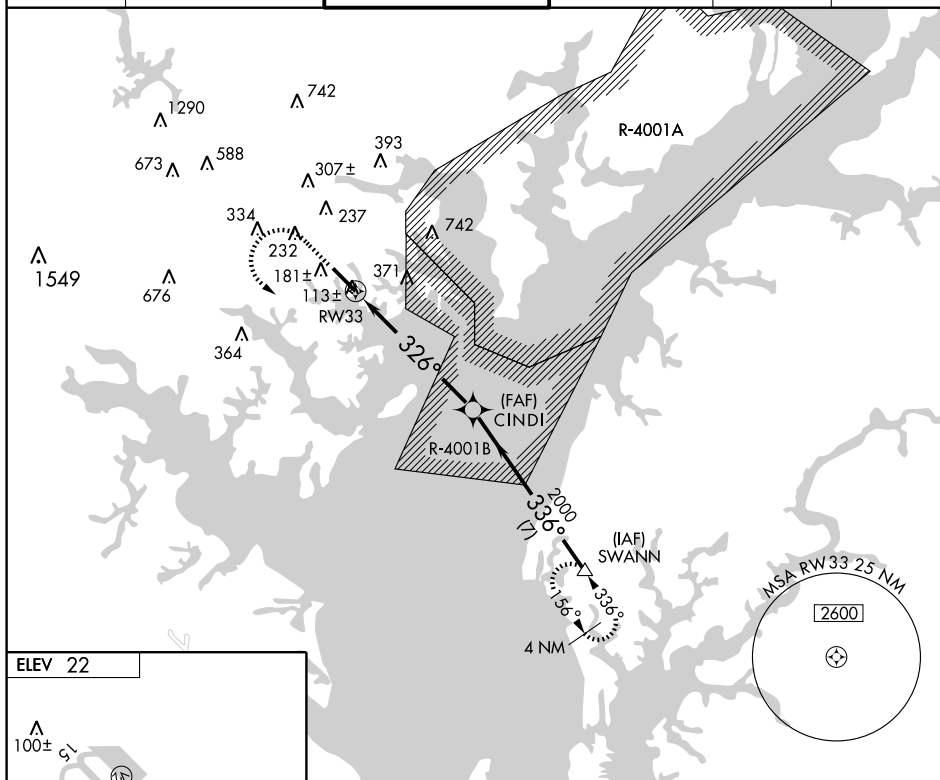 742
1290
R-4001A
393
673
588
307±
334
237
742
232
1549
181±
371
676
113±
RW33
364
326°
(FAF)
CINDI
R-4001B
2000
336°
(7)
(IAF)
SWANN
MSA RW33 25 NM
2600
156°
336°
4 NM
ELEV 22
100±
15